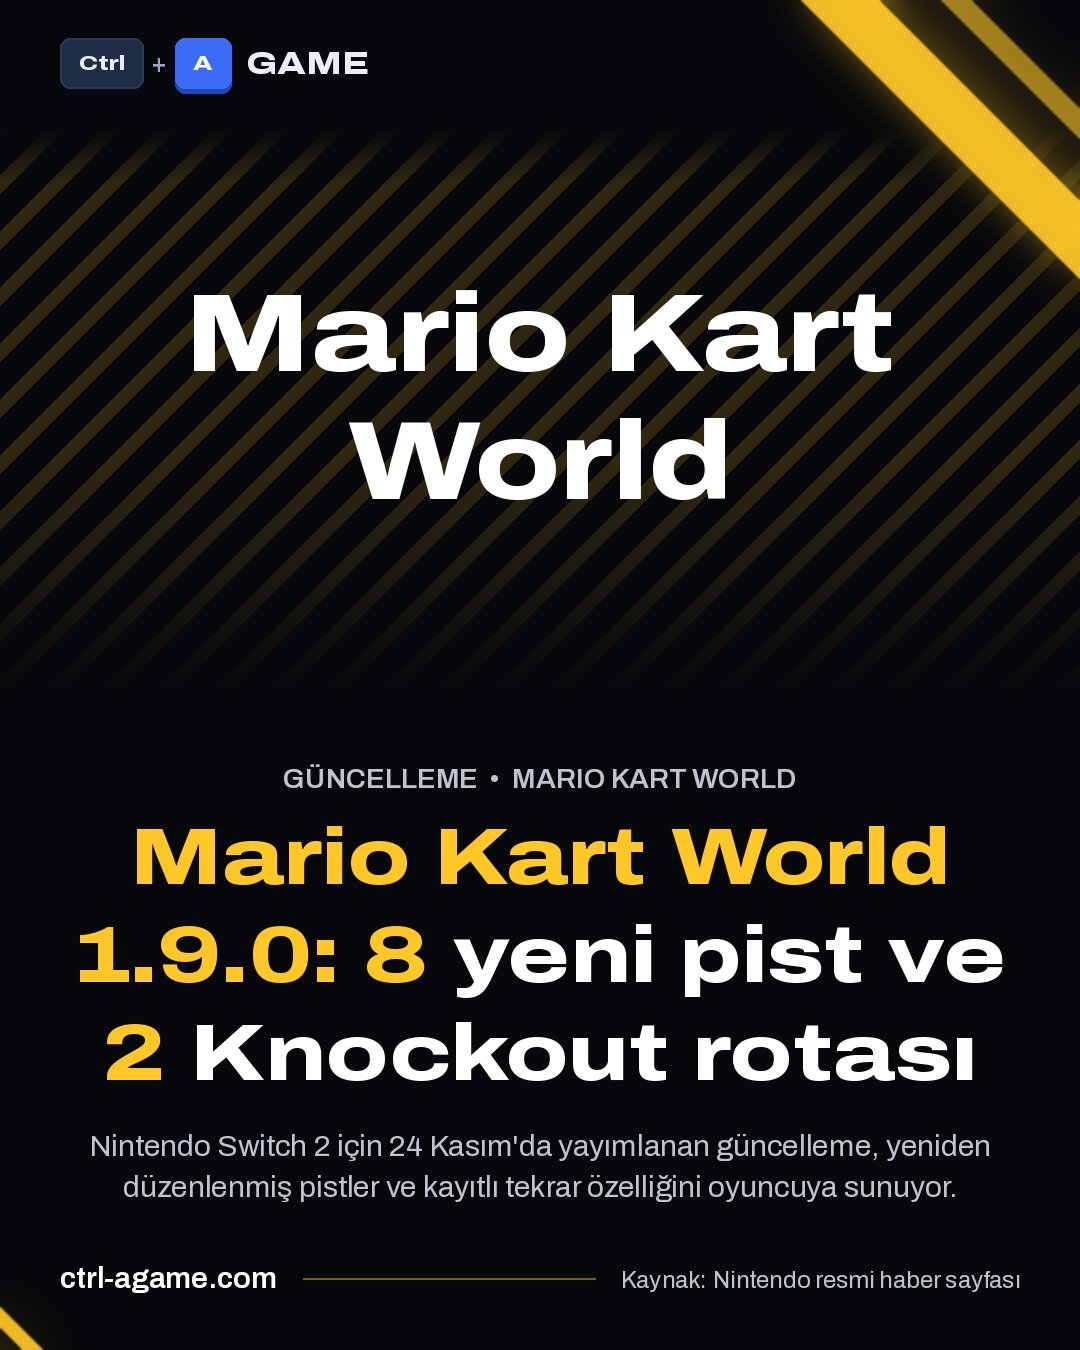 Ctrl + A GAME
Mario Kart
World
GÜNCELLEME • MARIO KART WORLD
Mario Kart World
1.9.0: 8 yeni pist ve
2 Knockout rotası
Nintendo Switch 2 için 24 Kasım'da yayımlanan güncelleme, yeniden
düzenlenmiş pistler ve kayıtlı tekrar özelliğini oyuncuya sunuyor.
ctrl-agame.com
Kaynak: Nintendo resmi haber sayfası